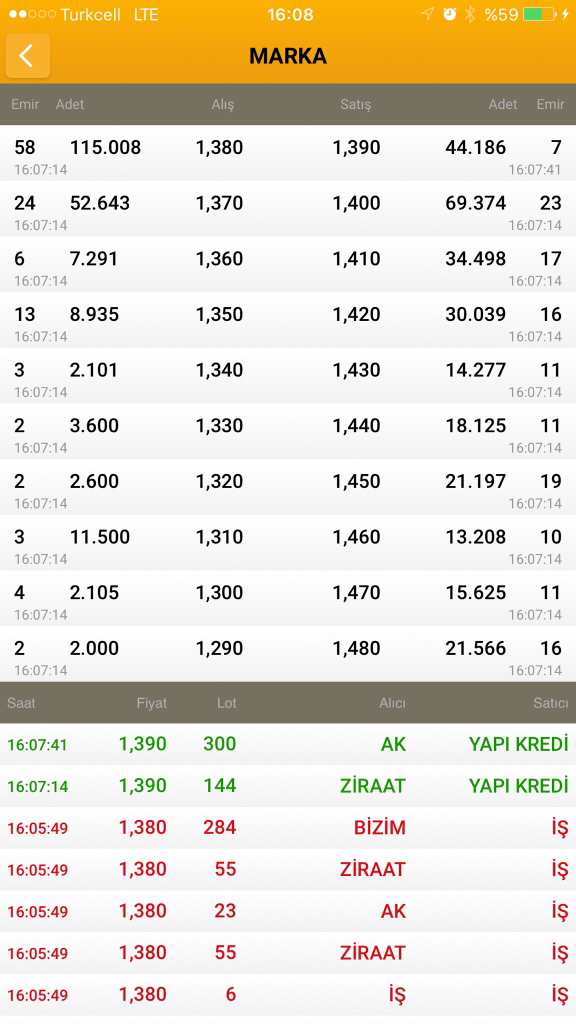 Turkcell LTE 16:08 %59
MARKA
Emir Adet Alış Satış Adet Emir
58 115.008 1,380 1,390 44.186 7
16:07:14 16:07:41
24 52.643 1,370 1,400 69.374 23
16:07:14 16:07:14
6 7.291 1,360 1,410 34.498 17
16:07:14 16:07:14
13 8.935 1,350 1,420 30.039 16
16:07:14 16:07:14
3 2.101 1,340 1,430 14.277 11
16:07:14 16:07:14
2 3.600 1,330 1,440 18.125 11
16:07:14 16:07:14
2 2.600 1,320 1,450 21.197 19
16:07:14 16:07:14
3 11.500 1,310 1,460 13.208 10
16:07:14 16:07:14
4 2.105 1,300 1,470 15.625 11
16:07:14 16:07:14
2 2.000 1,290 1,480 21.566 16
16:07:14 16:07:14
Saat Fiyat Lot Alıcı Satıcı
16:07:41 1,390 300 AK YAPI KREDİ
16:07:14 1,390 144 ZİRAAT YAPI KREDİ
16:05:49 1,380 284 BİZİM İŞ
16:05:49 1,380 55 ZİRAAT İŞ
16:05:49 1,380 23 AK İŞ
16:05:49 1,380 55 ZİRAAT İŞ
16:05:49 1,380 6 İŞ İŞ